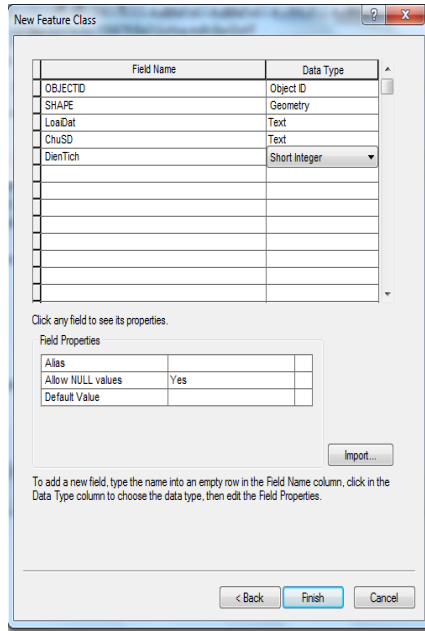 New Feature Class
Field Name Data Type
OBJECTID Object ID
SHAPE Geometry
LoaiDat Text
ChuSD Text
DienTich Short Integer
Click any field to see its properties.
Field Properties
Alias
Allow NULL values Yes
Default Value
Import...
To add a new field, type the name into an empty row in the Field Name column, click in the
Data Type column to choose the data type, then edit the Field Properties.
< Back Finish Cancel